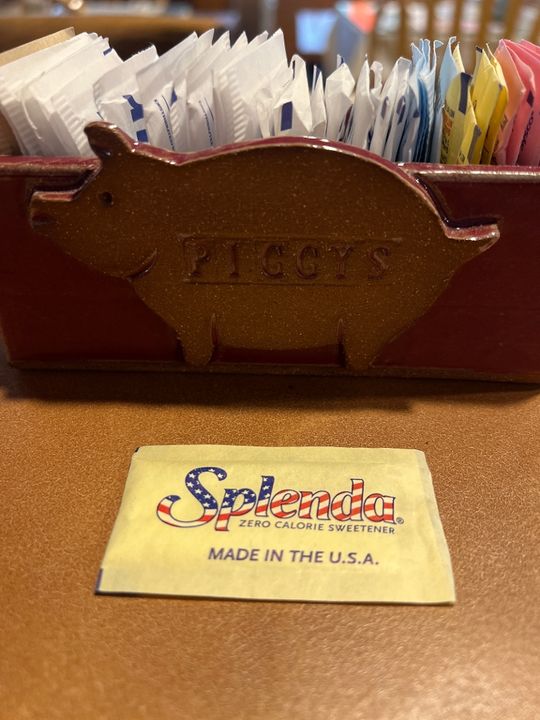 PIGGYS
Splenda®
ZERO CALORIE SWEETENER
MADE IN THE U.S.A.